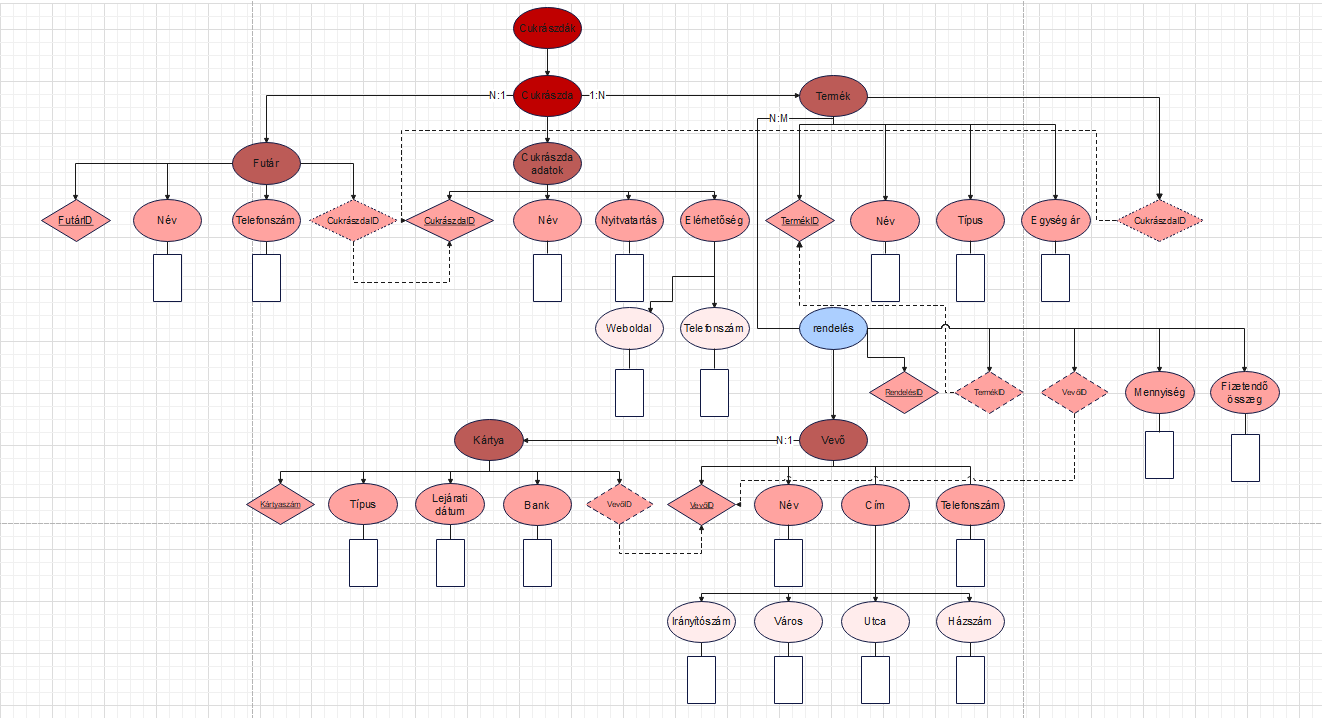 Cukrászdák
N:1
Cukrászda
1:N
Termék
N:M
Futár
Cukrászda
adatok
FutárID
Név
Telefonszám
CukrászdaID
CukrászdaID
Név
Nyitvatartás
Elérhetőség
TermékID
Név
Típus
Egység ár
CukrászdaID
Weboldal
Telefonszám
rendelés
RendelésID
TermékID
VevőID
Mennyiség
Fizetendő
összeg
Kártya
N:1
Vevő
Kártyaszám
Típus
Lejárati
dátum
Bank
VevőID
VevőID
Név
Cím
Telefonszám
Irányítószám
Város
Utca
Házszám